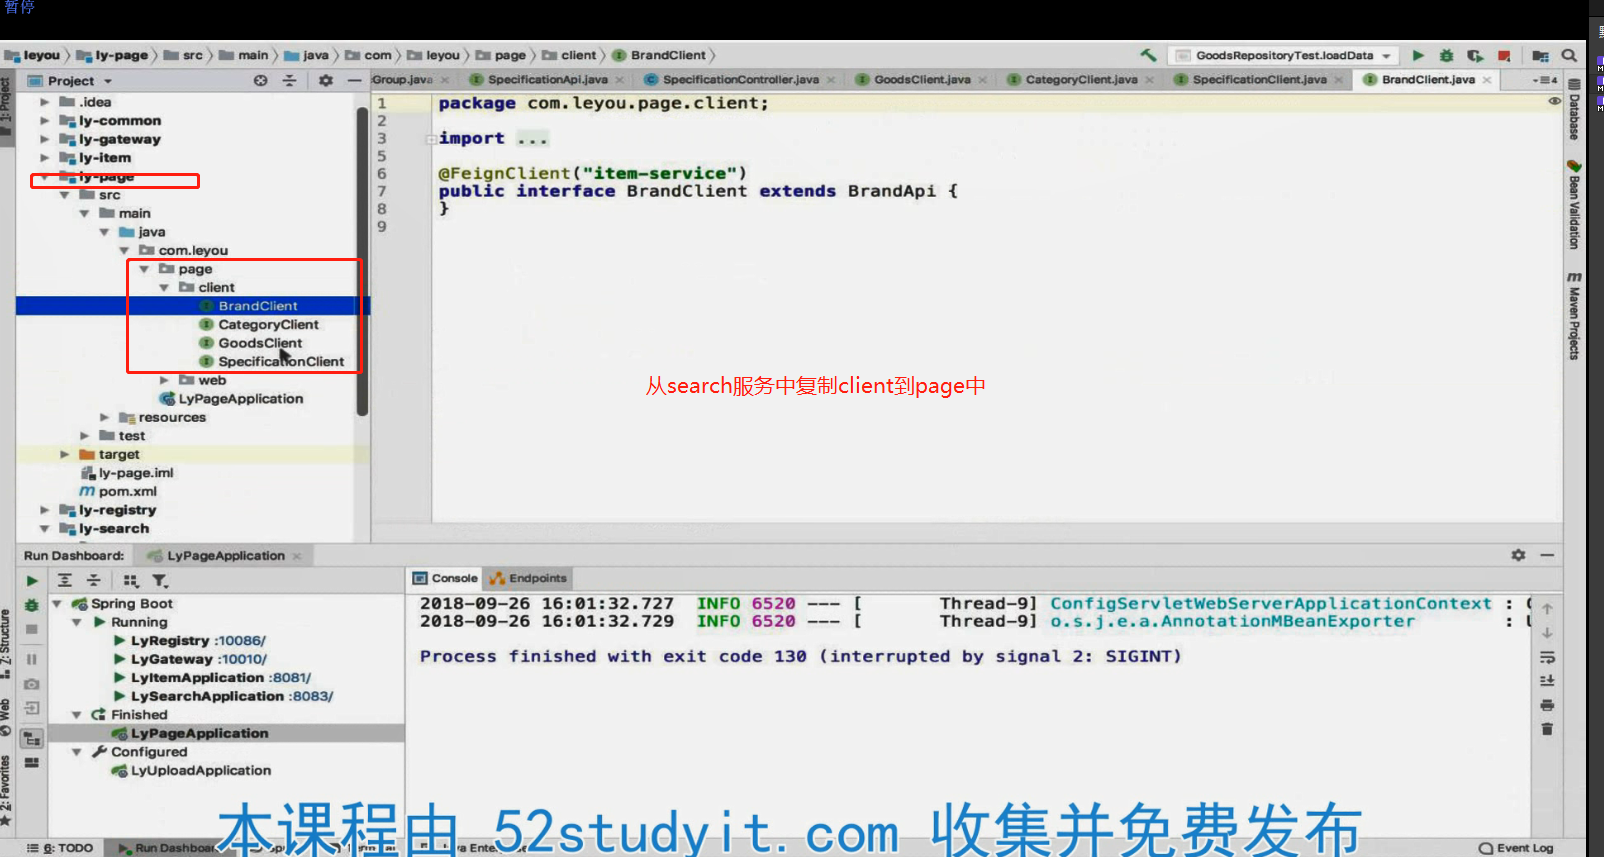 暂停
leyou ly-page src main java com leyou page client BrandClient
GoodsRepositoryTest.loadData
Project
Group.java SpecificationApi.java SpecificationController.java GoodsClient.java CategoryClient.java SpecificationClient.java BrandClient.java
1: Project
.idea
ly-common
ly-gateway
ly-item
ly-page
src
main
java
com.leyou
page
client
BrandClient
CategoryClient
GoodsClient
SpecificationClient
web
LyPageApplication
resources
test
target
ly-page.iml
pom.xml
ly-registry
ly-search
1 package com.leyou.page.client;
2
3 import ...
5
6 @FeignClient("item-service")
7 public interface BrandClient extends BrandApi {
8 }
9
从search服务中复制client到page中
Database
Bean Validation
Maven Projects
Run Dashboard: LyPageApplication
Console Endpoints
Spring Boot
Running
LyRegistry :10086/
LyGateway :10010/
LyItemApplication :8081/
LySearchApplication :8083/
Finished
LyPageApplication
Configured
LyUploadApplication
2018-09-26 16:01:32.727 INFO 6520 --- [ Thread-9] ConfigServletWebServerApplicationContext :
2018-09-26 16:01:32.729 INFO 6520 --- [ Thread-9] o.s.j.e.a.AnnotationMBeanExporter :
Process finished with exit code 130 (interrupted by signal 2: SIGINT)
Z: Structure
Web
2: Favorites
本课程由 52studyit.com 收集并免费发布
6: TODO Run Dashboard
Event Log